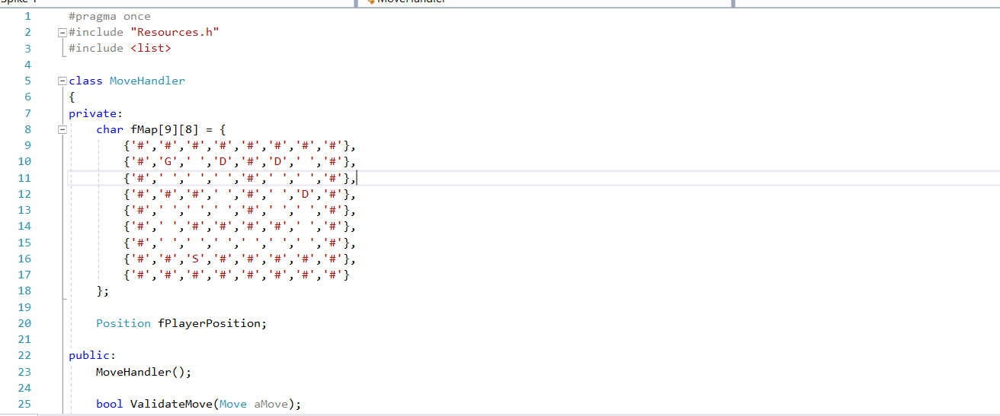 MoveHandler
1 #pragma once
2 #include "Resources.h"
3 #include <list>
4
5 class MoveHandler
6 {
7 private:
8     char fMap[9][8] = {
9         {'#','#','#','#','#','#','#','#'},
10         {'#','G',' ','D','#','D',' ','#'},
11         {'#',' ',' ',' ','#',' ',' ','#'},
12         {'#','#','#',' ','#',' ','D','#'},
13         {'#',' ',' ',' ','#',' ',' ','#'},
14         {'#',' ','#','#','#','#',' ','#'},
15         {'#',' ',' ',' ',' ',' ',' ','#'},
16         {'#','#','S','#','#','#','#','#'},
17         {'#','#','#','#','#','#','#','#'}
18     };
19
20     Position fPlayerPosition;
21
22 public:
23     MoveHandler();
24
25     bool ValidateMove(Move aMove);